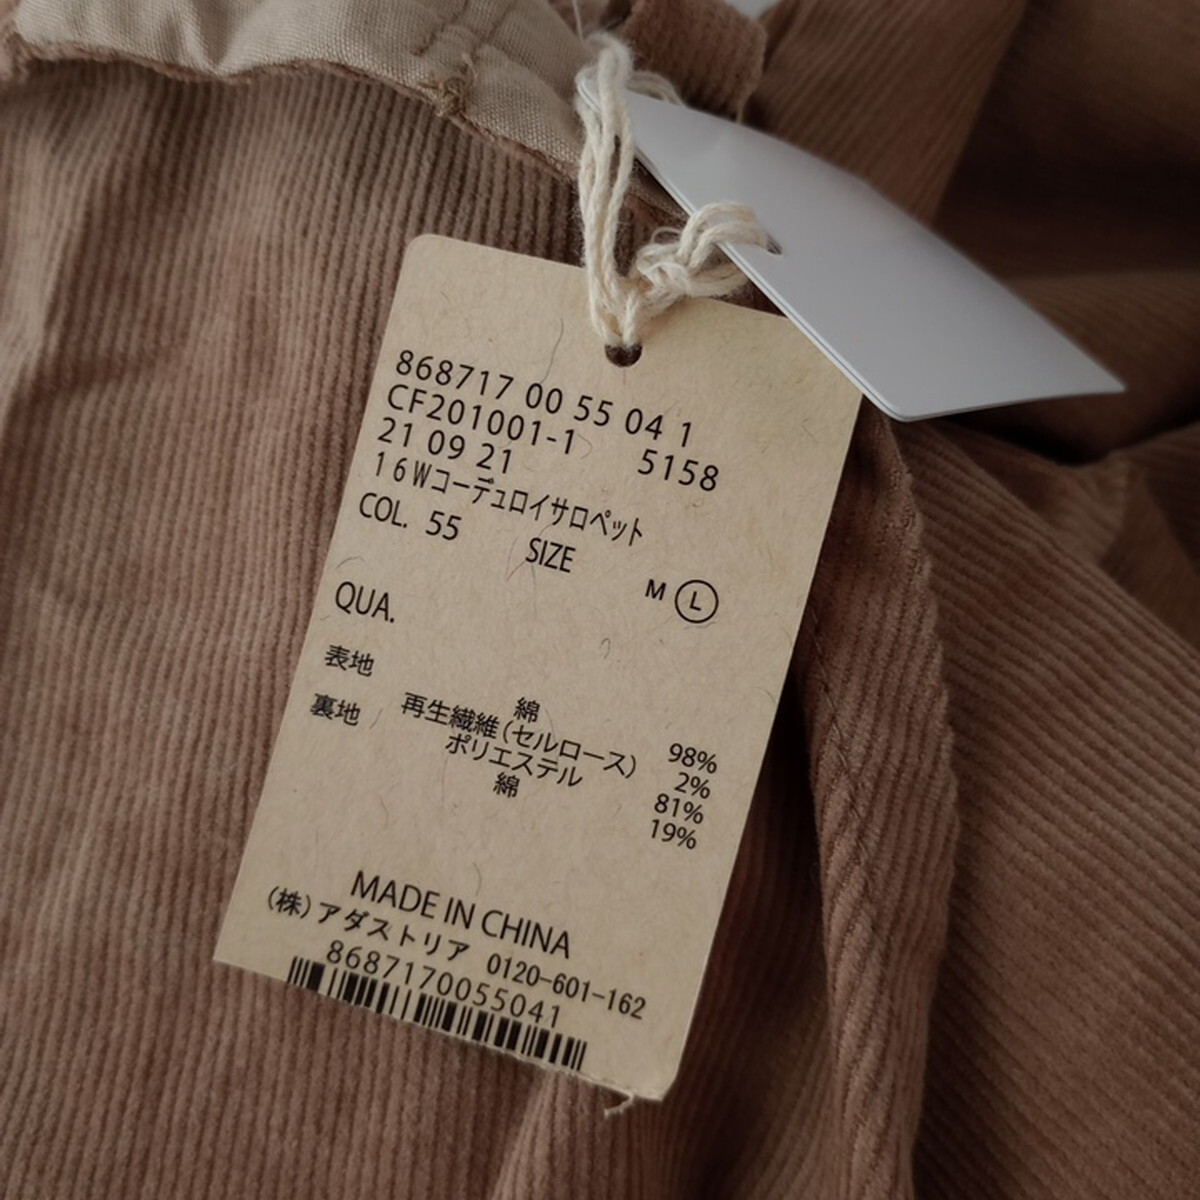 868717 00 55 04 1
CF201001-1 5158
21 09 21
16Wコーデュロイサロペット
COL. 55 SIZE M L
QUA.
表地 綿 98%
再生繊維(セルロース) 2%
裏地 ポリエステル 81%
綿 19%
MADE IN CHINA
(株)アダストリア 0120-601-162
8687170055041